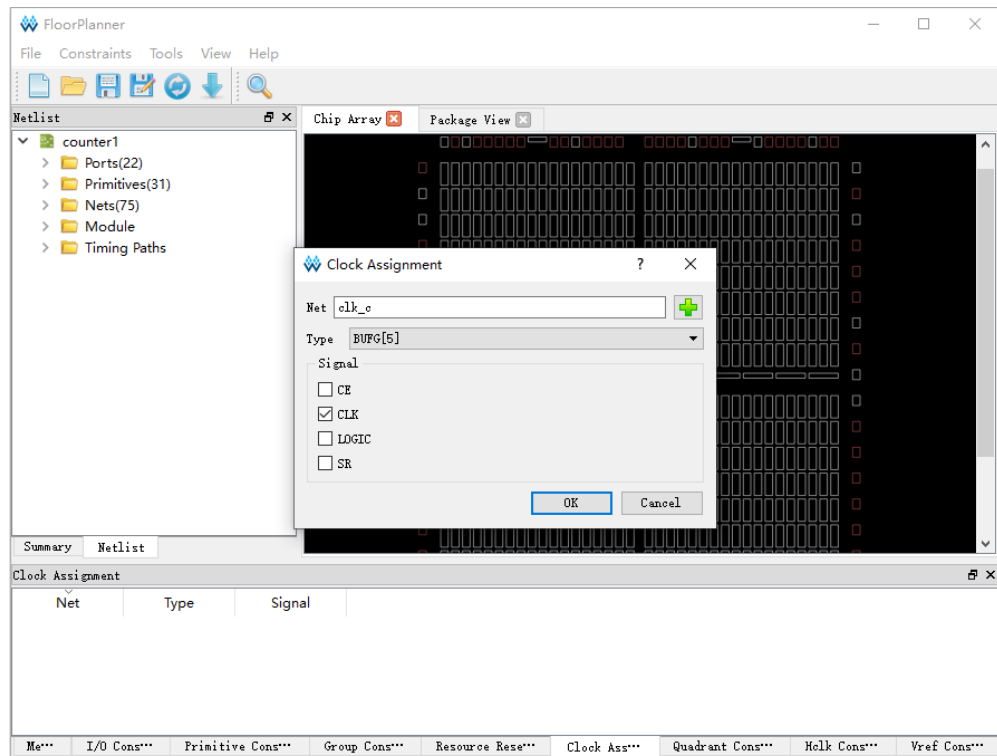 FloorPlanner
File Constraints Tools View Help
Netlist
Chip Array Package View
counter1
Ports(22)
Primitives(31)
Nets(75)
Module
Timing Paths
Clock Assignment ?
Net clk_c
Type BUFG[5]
Signal
CE
CLK
LOGIC
SR
OK Cancel
Summary Netlist
Clock Assignment
Net Type Signal
Me··· I/O Cons··· Primitive Cons··· Group Cons··· Resource Rese··· Clock Ass··· Quadrant Cons··· Hclk Cons··· Vref Cons···